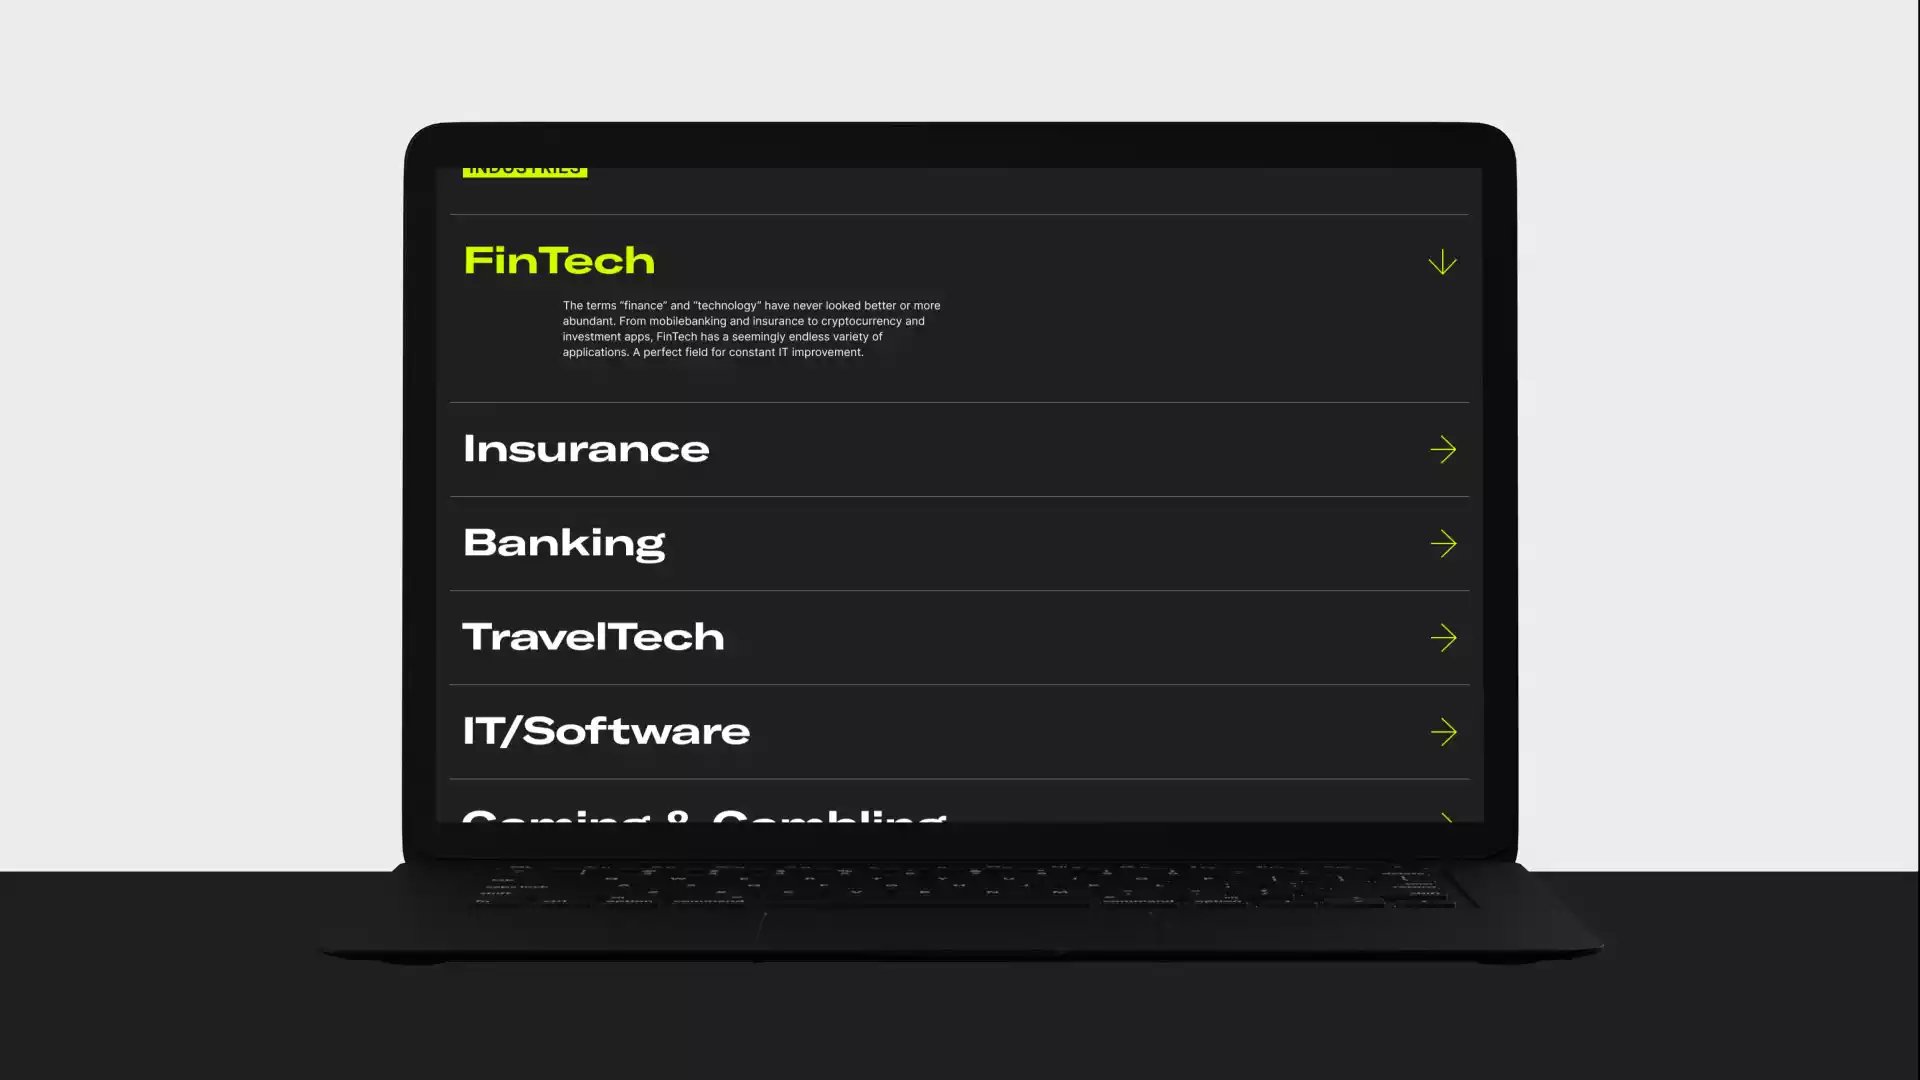 INDUSTRIES
FinTech
The terms “finance” and “technology” have never looked better or more
abundant. From mobilebanking and insurance to cryptocurrency and
investment apps, FinTech has a seemingly endless variety of
applications. A perfect field for constant IT improvement.
Insurance
Banking
TravelTech
IT/Software
Gaming & Gambling
command
command